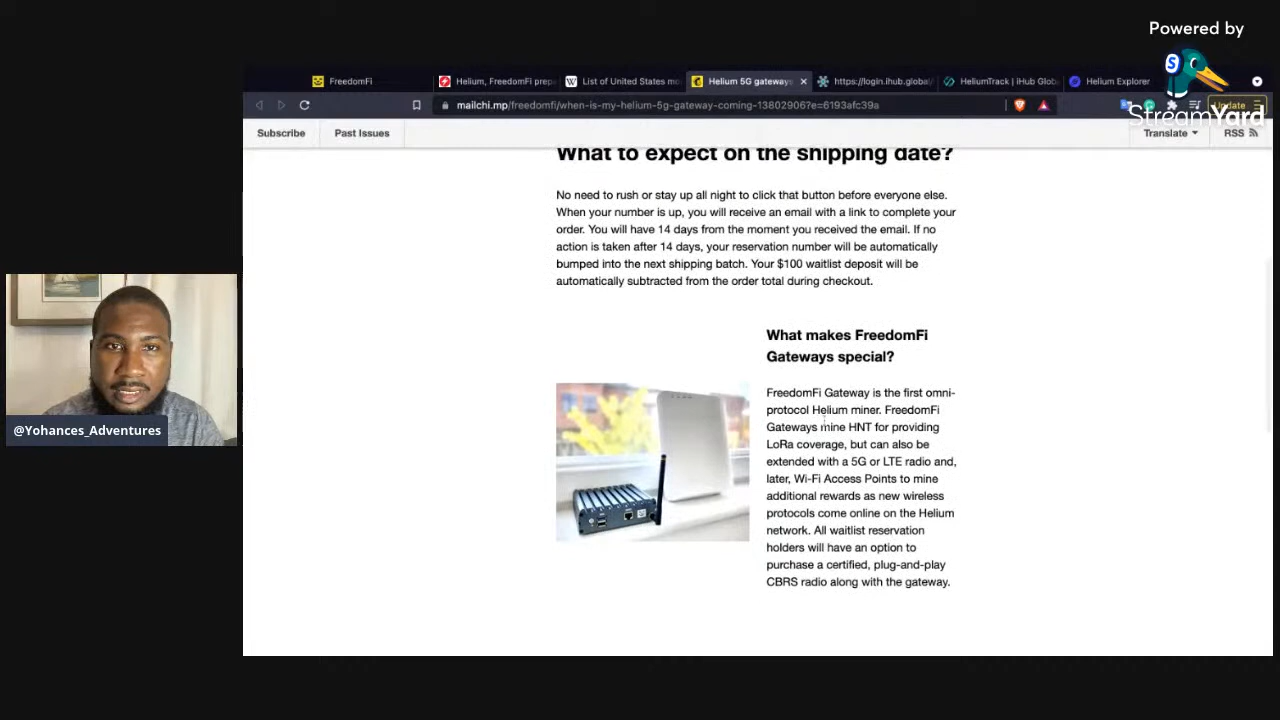 Powered by
StreamYard
FreedomFi
Helium, FreedomFi prepa
List of United States mo
Helium 5G gateways
https://login.ihub.global/
HeliumTrack | iHub Glob
Helium Explorer
mailchi.mp/freedomfi/when-is-my-helium-5g-gateway-coming-13802906?e=6193afc39a
Update
Subscribe
Past Issues
Translate
RSS
What to expect on the shipping date?
No need to rush or stay up all night to click that button before everyone else.
When your number is up, you will receive an email with a link to complete your
order. You will have 14 days from the moment you received the email. If no
action is taken after 14 days, your reservation number will be automatically
bumped into the next shipping batch. Your $100 waitlist deposit will be
automatically subtracted from the order total during checkout.
What makes FreedomFi
Gateways special?
FreedomFi Gateway is the first omni-
protocol Helium miner. FreedomFi
Gateways mine HNT for providing
LoRa coverage, but can also be
extended with a 5G or LTE radio and,
later, Wi-Fi Access Points to mine
additional rewards as new wireless
protocols come online on the Helium
network. All waitlist reservation
holders will have an option to
purchase a certified, plug-and-play
CBRS radio along with the gateway.
@Yohances_Adventures